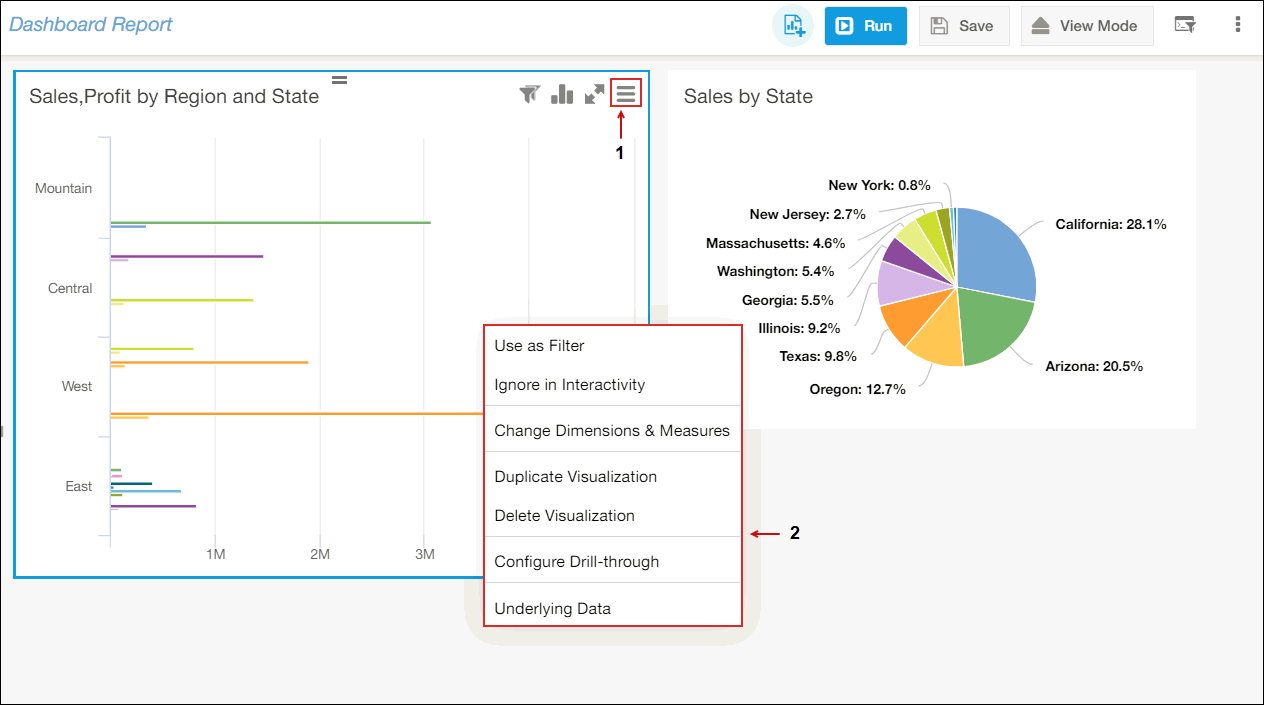 Dashboard Report
Run
Save
View Mode
Sales,Profit by Region and State
1
Mountain
Central
West
East
1M
2M
3M
Use as Filter
Ignore in Interactivity
Change Dimensions & Measures
Duplicate Visualization
Delete Visualization
Configure Drill-through
Underlying Data
2
Sales by State
New York: 0.8%
New Jersey: 2.7%
Massachusetts: 4.6%
Washington: 5.4%
Georgia: 5.5%
Illinois: 9.2%
Texas: 9.8%
Oregon: 12.7%
California: 28.1%
Arizona: 20.5%